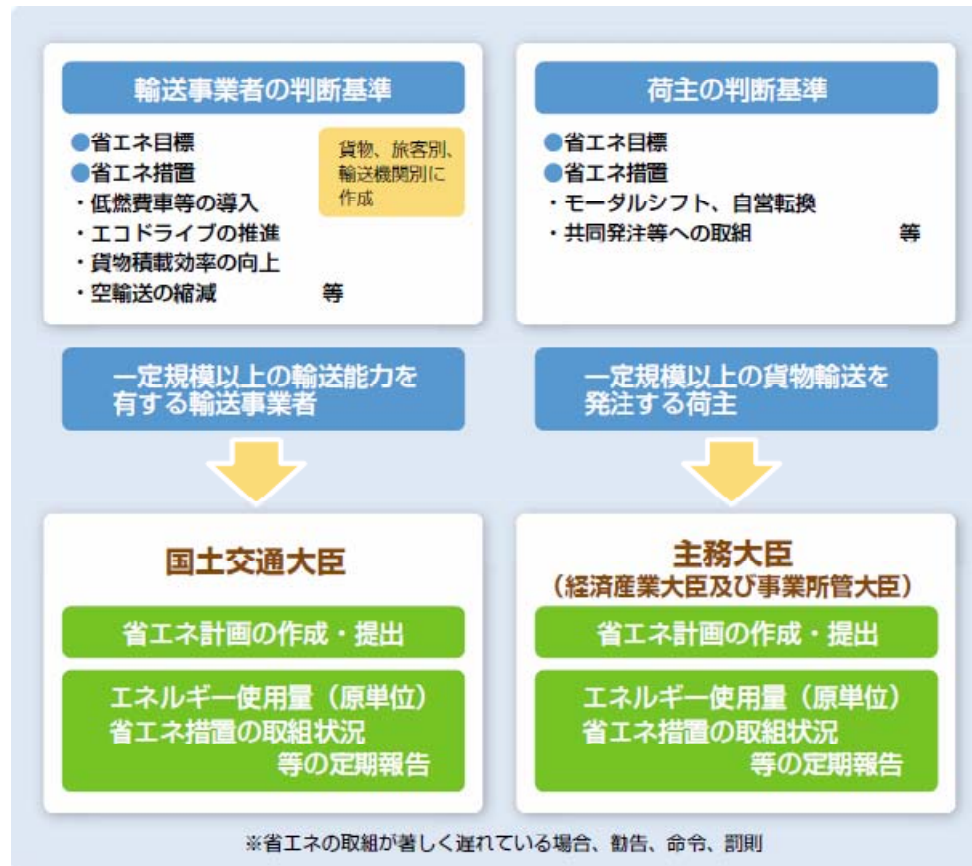 輸送事業者の判断基準
●省エネ目標
●省エネ措置
・低燃費車等の導入
・エコドライブの推進
・貨物積載効率の向上
・空輸送の縮減 等
貨物、旅客別、
輸送機関別に
作成
一定規模以上の輸送能力を
有する輸送事業者
国土交通大臣
省エネ計画の作成・提出
エネルギー使用量（原単位）
省エネ措置の取組状況
等の定期報告
荷主の判断基準
●省エネ目標
●省エネ措置
・モーダルシフト、自営転換
・共同発注等への取組 等
一定規模以上の貨物輸送を
発注する荷主
主務大臣
（経済産業大臣及び事業所管大臣）
省エネ計画の作成・提出
エネルギー使用量（原単位）
省エネ措置の取組状況
等の定期報告
※省エネの取組が著しく遅れている場合、勧告、命令、罰則